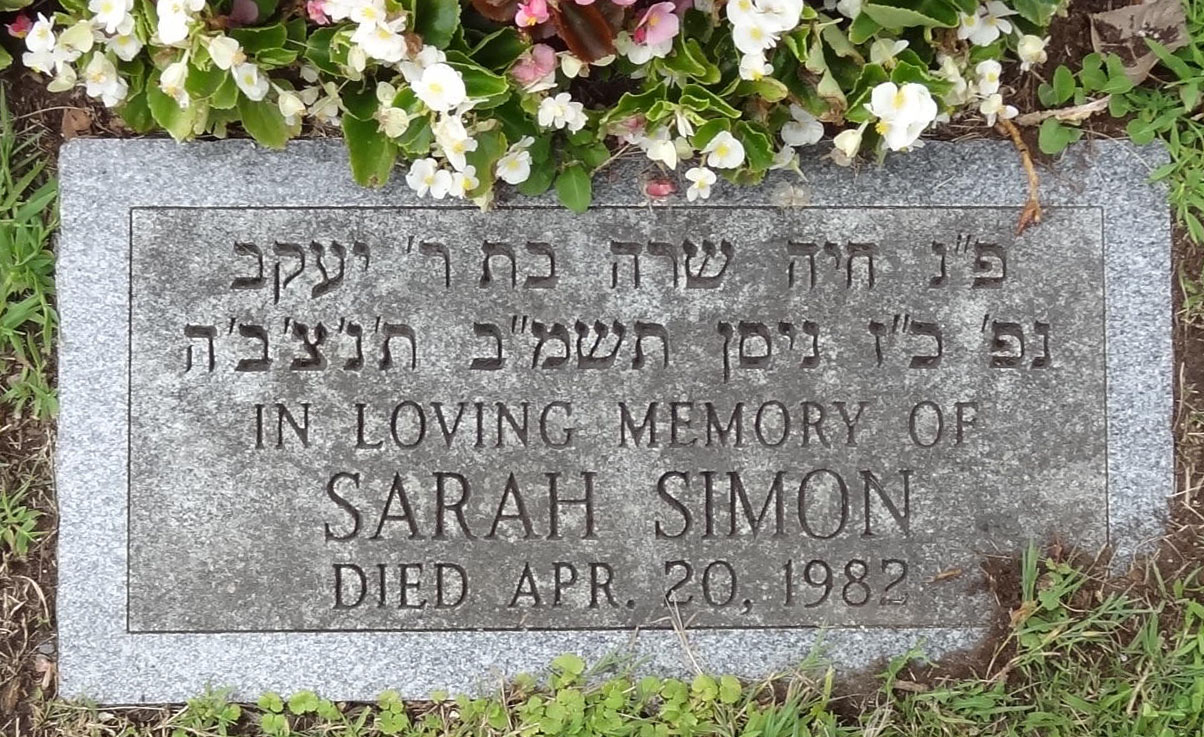 פ"נ חיה שרה בת ר' יעקב
נפ' כ"ז ניסן תשמ"ב ת'נ'צ'ב'ה
IN LOVING MEMORY OF
SARAH SIMON
DIED APR. 20, 1982